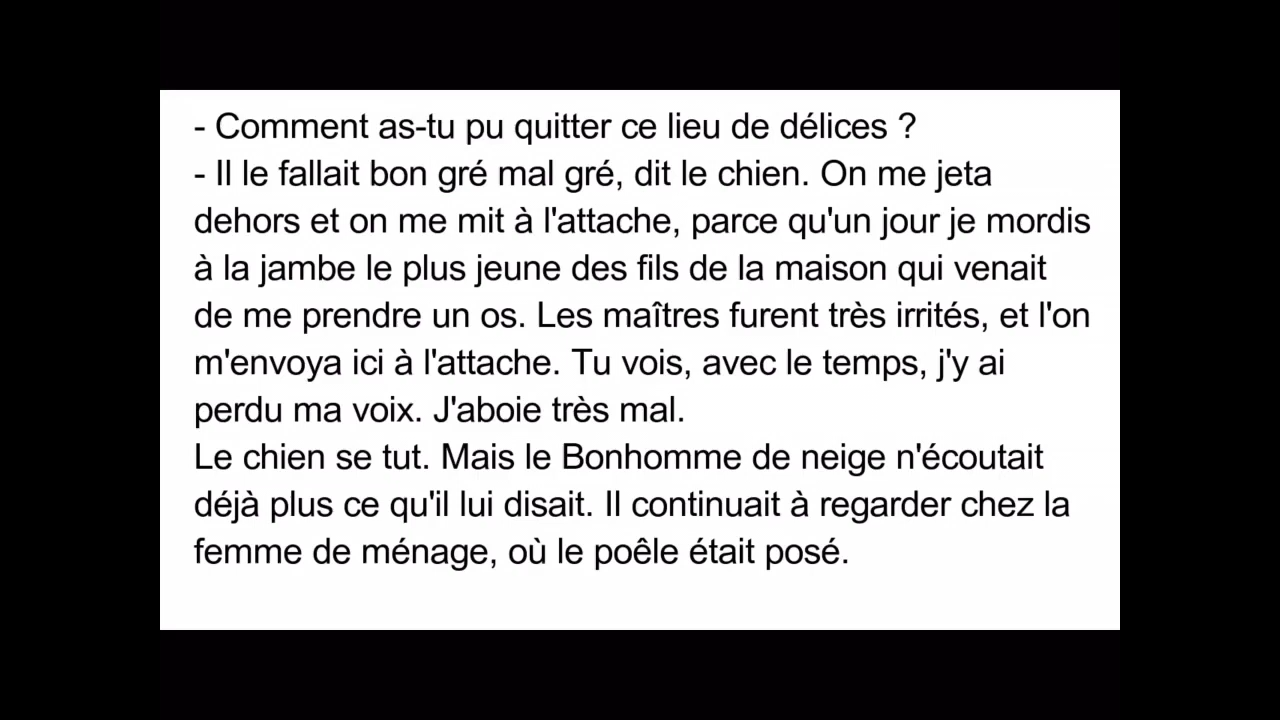 - Comment as-tu pu quitter ce lieu de délices ?
- Il le fallait bon gré mal gré, dit le chien. On me jeta
dehors et on me mit à l'attache, parce qu'un jour je mordis
à la jambe le plus jeune des fils de la maison qui venait
de me prendre un os. Les maîtres furent très irrités, et l'on
m'envoya ici à l'attache. Tu vois, avec le temps, j'y ai
perdu ma voix. J'aboie très mal.
Le chien se tut. Mais le Bonhomme de neige n'écoutait
déjà plus ce qu'il lui disait. Il continuait à regarder chez la
femme de ménage, où le poêle était posé.